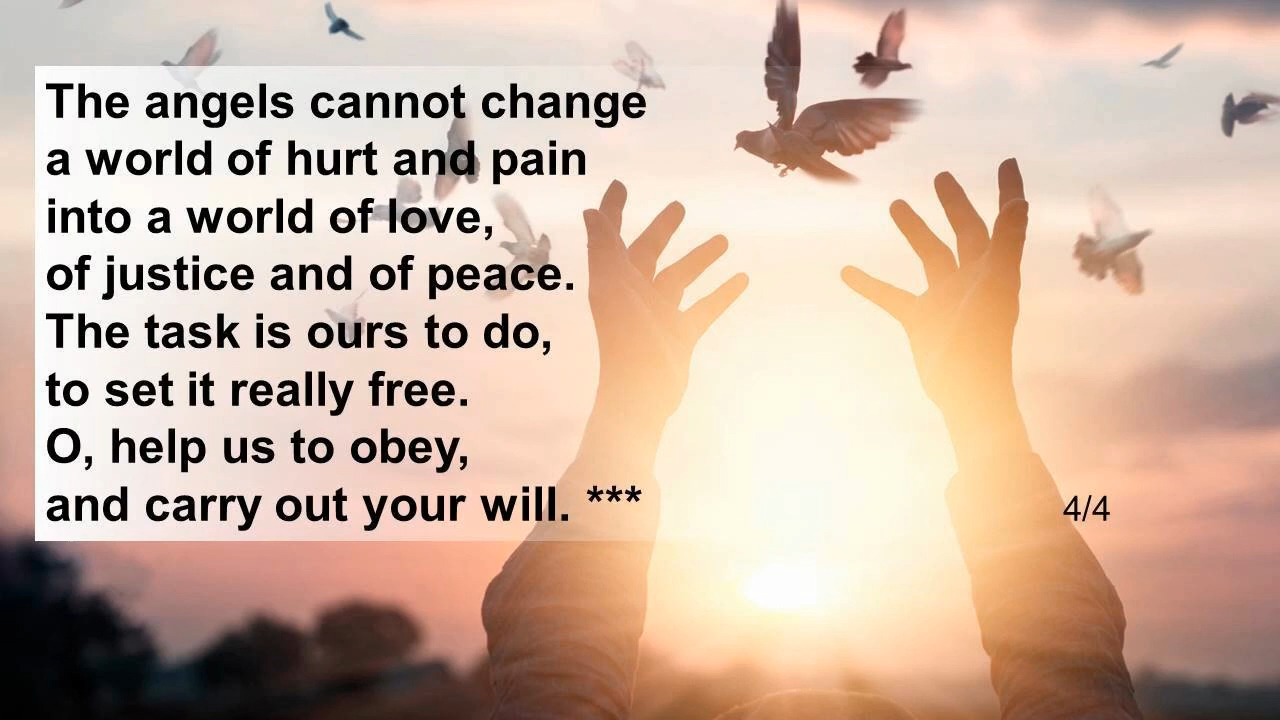 The angels cannot change
a world of hurt and pain
into a world of love,
of justice and of peace.
The task is ours to do,
to set it really free.
O, help us to obey,
and carry out your will. ***
4/4